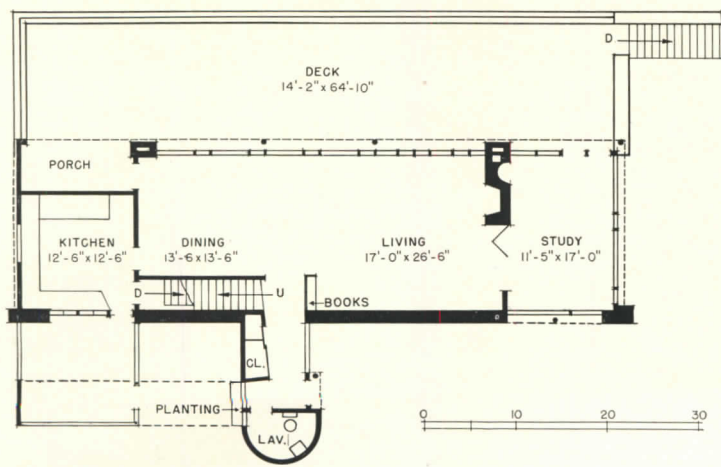 D
DECK
14'-2" x 64'-10"
PORCH
KITCHEN
12'-6" x 12'-6"
DINING
13'-6 x 13'-6"
LIVING
17'-0" x 26'-6"
STUDY
11'-5" x 17'-0"
D
U
BOOKS
CL.
PLANTING
LAV.
0 10 20 30